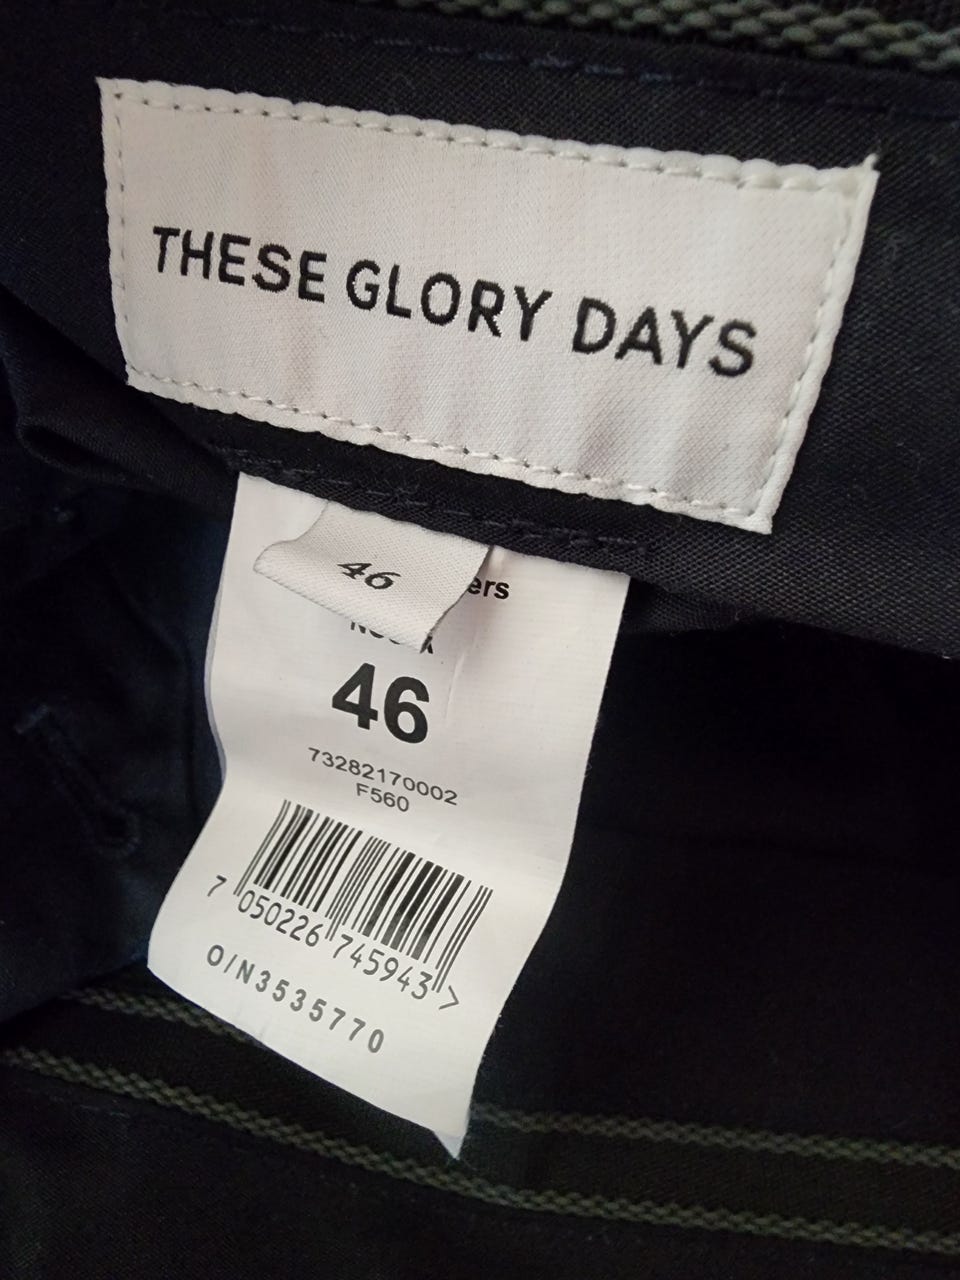 THESE GLORY DAYS
46
46
73282170002
F560
7 050226 745943 >
O/N3535770